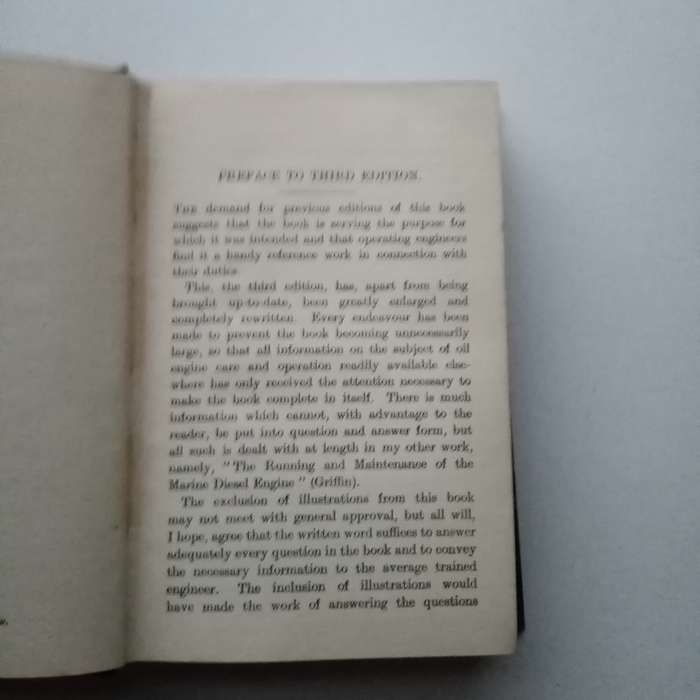 PREFACE TO THIRD EDITION.
THE demand for previous editions of this book
suggests that the book is serving the purpose for
which it was intended and that operating engineers
find it a handy reference work in connection with
their duties
This, the third edition, has, apart from being
brought up-to-date, been greatly enlarged and
completely rewritten. Every endeavour has been
made to prevent the book becoming unnecessarily
large, so that all information on the subject of oil
engine care and operation readily available else-
where has only received the attention necessary to
make the book complete in itself. There is much
information which cannot, with advantage to the
reader, be put into question and answer form, but
all such is dealt with at length in my other work,
namely, "The Running and Maintenance of the
Marine Diesel Engine" (Griffin).
The exclusion of illustrations from this book
may not meet with general approval, but all will,
I hope, agree that the written word suffices to answer
adequately every question in the book and to convey
the necessary information to the average trained
engineer. The inclusion of illustrations would
have made the work of answering the questions